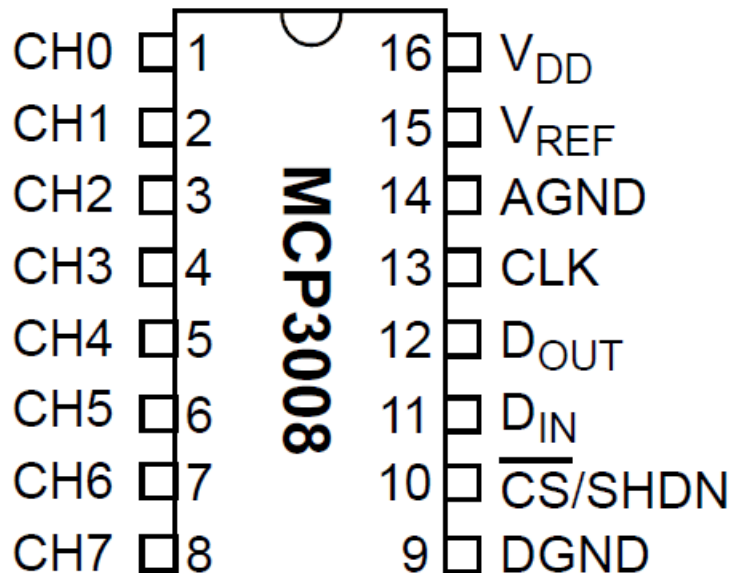 CH0 1 16 VDD
CH1 2 15 VREF
CH2 3 14 AGND
CH3 4 13 CLK
CH4 5 12 DOUT
CH5 6 11 DIN
CH6 7 10 C̅S̅/SHDN
CH7 8 9 DGND
MCP3008